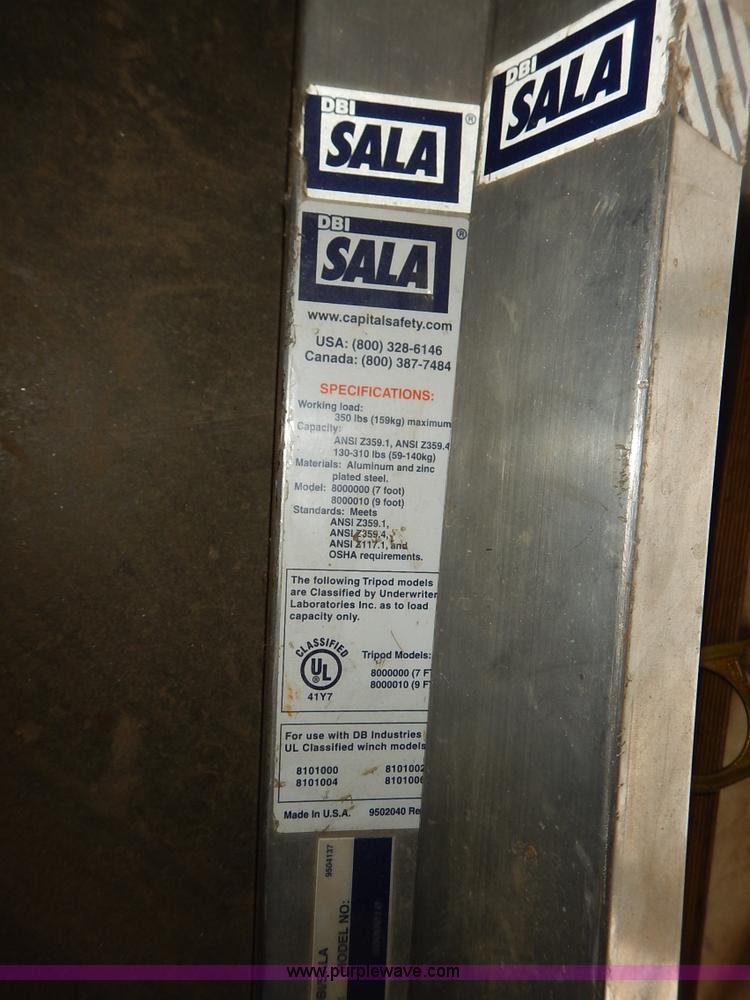 DBI
SALA®
DBI
SALA
DBI
SALA®
www.capitalsafety.com
USA: (800) 328-6146
Canada: (800) 387-7484
SPECIFICATIONS:
Working load:
350 lbs (159kg) maximum
Capacity:
ANSI Z359.1, ANSI Z359.4
130-310 lbs (59-140kg)
Materials: Aluminum and zinc
plated steel.
Model: 8000000 (7 foot)
8000010 (9 foot)
Standards: Meets
ANSI Z359.1,
ANSI Z359.4,
ANSI Z117.1, and
OSHA requirements.
The following Tripod models
are Classified by Underwriter
Laboratories Inc. as to load
capacity only.
CLASSIFIED
UL®
41Y7
Tripod Models:
8000000 (7 F
8000010 (9 F
For use with DB Industries
UL Classified winch models
8101000 8101002
8101004 8101006
Made in U.S.A. 9502040 Re
9504137
MODEL NO:
www.purplewave.com